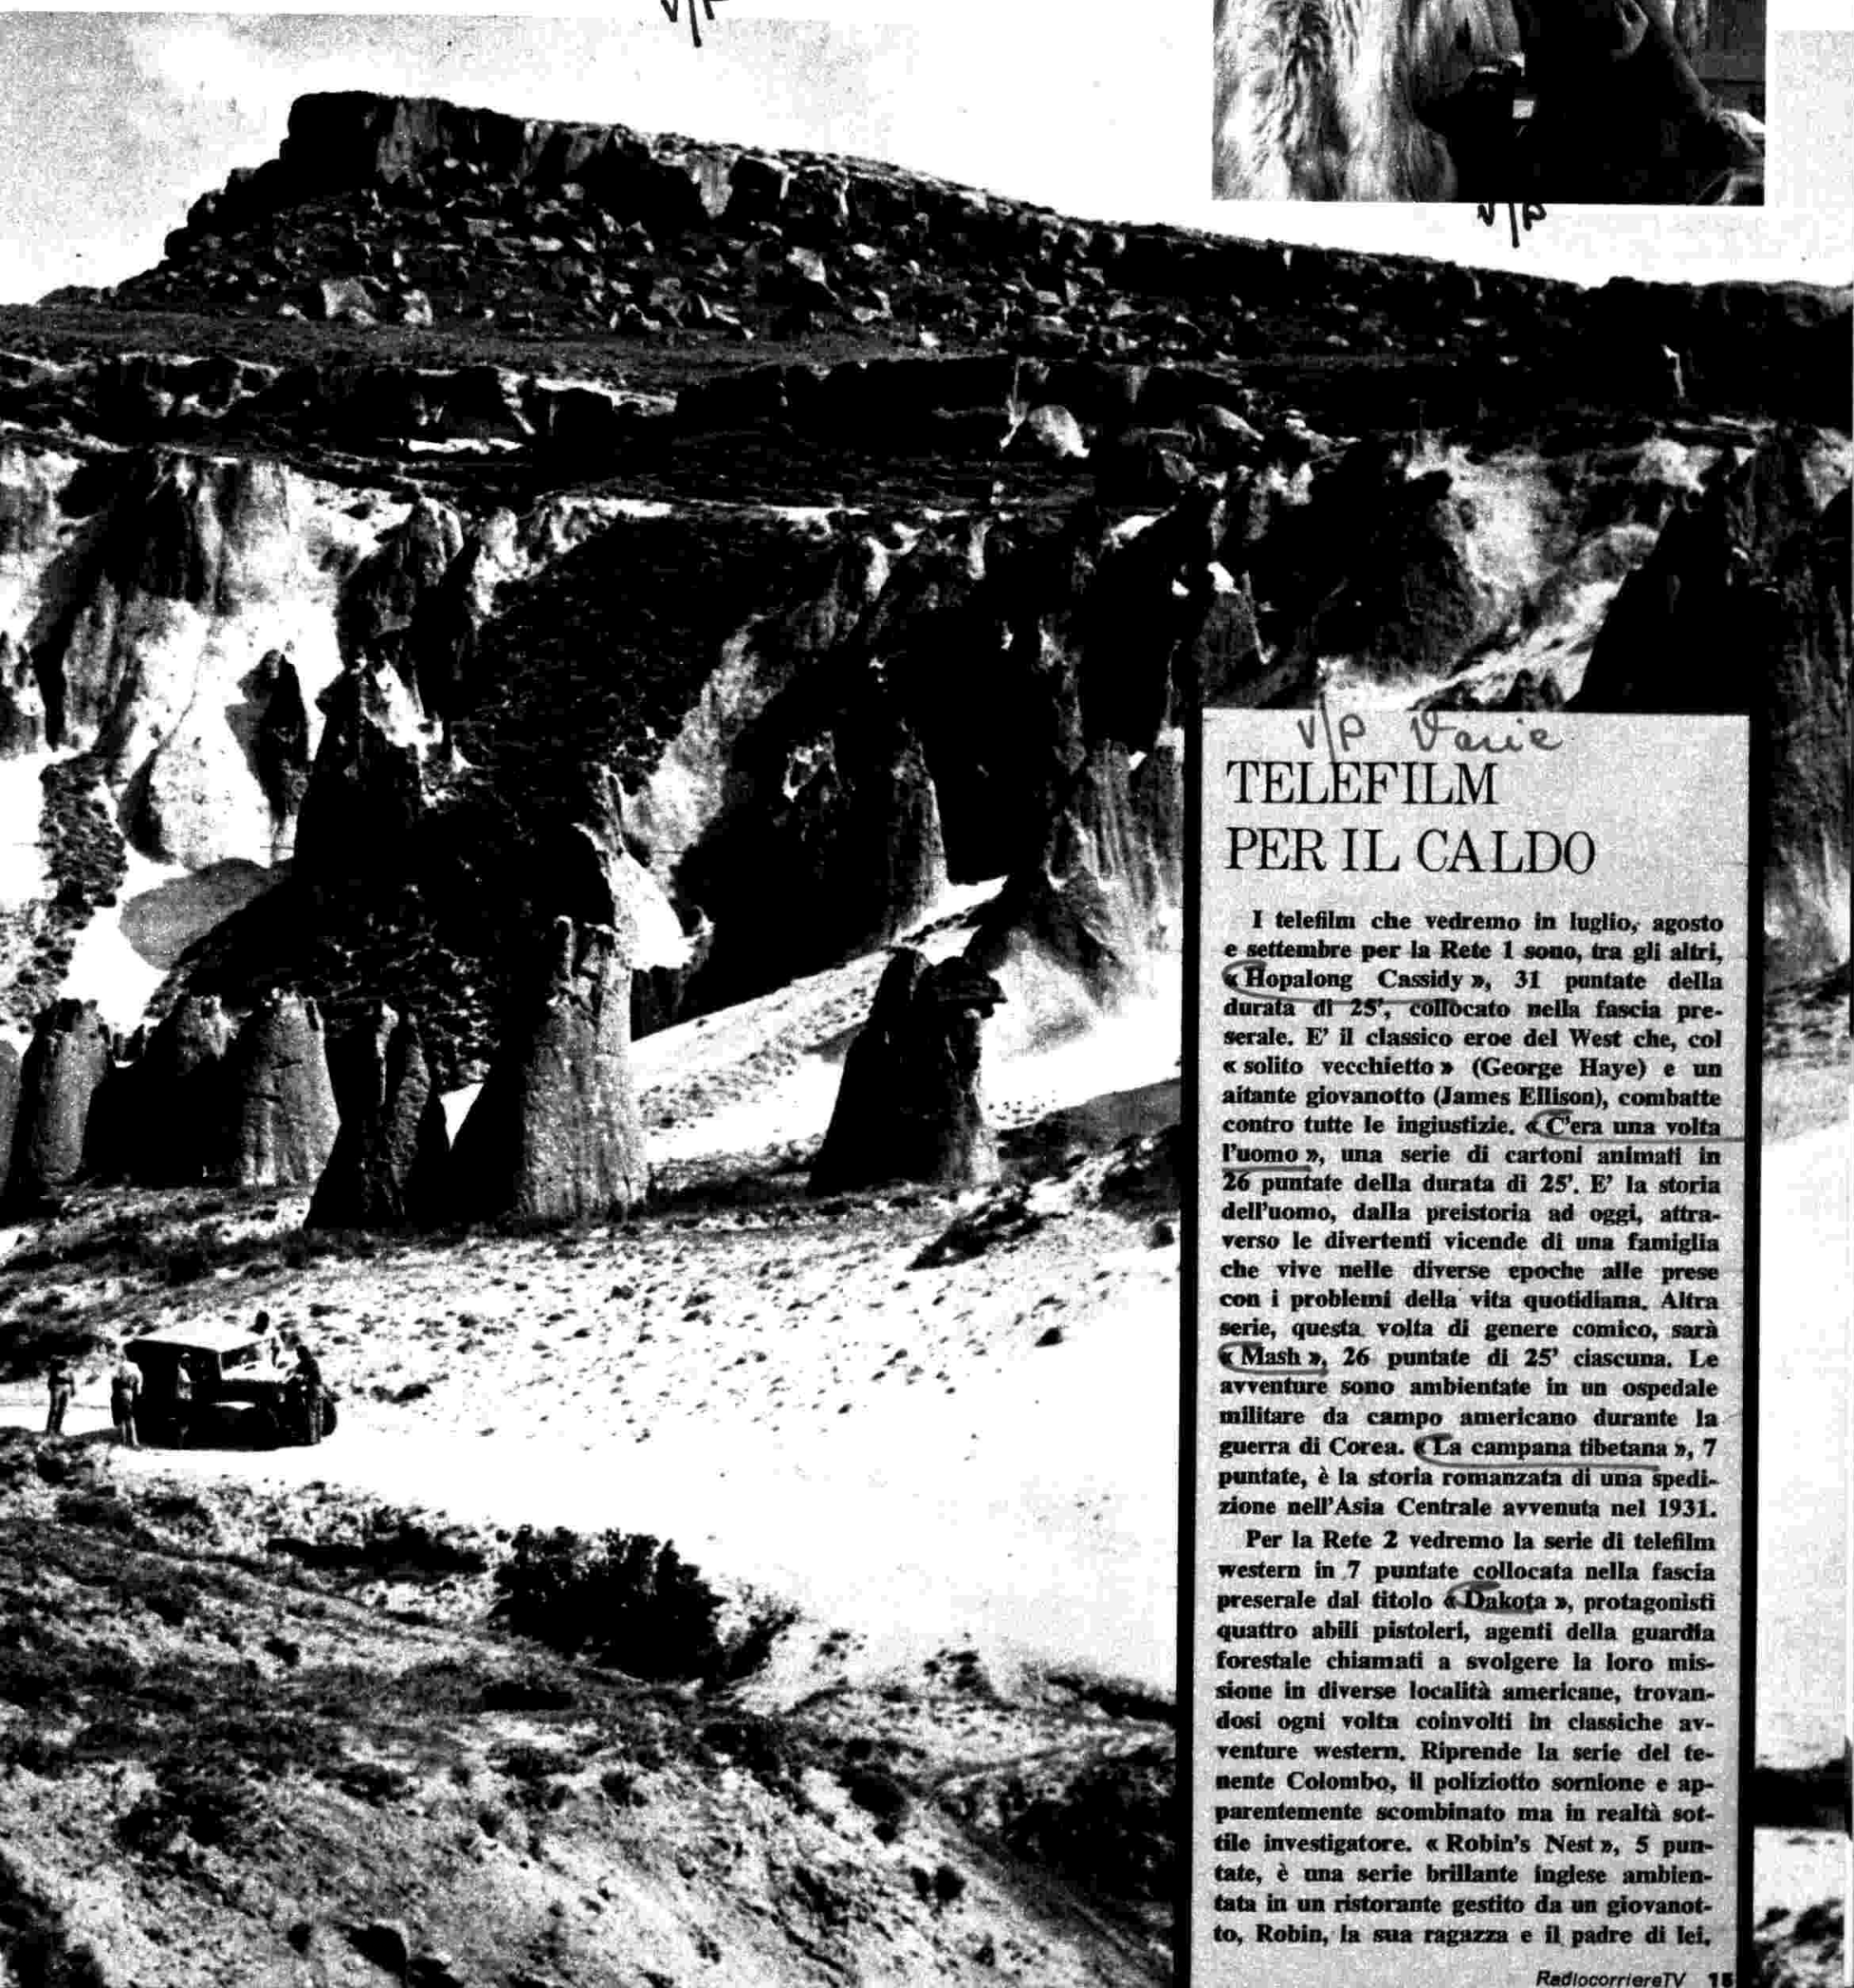 V/P
V/P
V/P Varie
TELEFILM
PER IL CALDO
I telefilm che vedremo in luglio, agosto
e settembre per la Rete 1 sono, tra gli altri,
« Hopalong Cassidy », 31 puntate della
durata di 25', collocato nella fascia pre-
serale. E' il classico eroe del West che, col
« solito vecchietto » (George Haye) e un
aitante giovanotto (James Ellison), combatte
contro tutte le ingiustizie. « C'era una volta
l'uomo », una serie di cartoni animati in
26 puntate della durata di 25'. E' la storia
dell'uomo, dalla preistoria ad oggi, attra-
verso le divertenti vicende di una famiglia
che vive nelle diverse epoche alle prese
con i problemi della vita quotidiana. Altra
serie, questa volta di genere comico, sarà
« Mash », 26 puntate di 25' ciascuna. Le
avventure sono ambientate in un ospedale
militare da campo americano durante la
guerra di Corea. « La campana tibetana », 7
puntate, è la storia romanzata di una spedi-
zione nell'Asia Centrale avvenuta nel 1931.
Per la Rete 2 vedremo la serie di telefilm
western in 7 puntate collocata nella fascia
preserale dal titolo « Dakota », protagonisti
quattro abili pistoleri, agenti della guardia
forestale chiamati a svolgere la loro mis-
sione in diverse località americane, trovan-
dosi ogni volta coinvolti in classiche av-
venture western. Riprende la serie del te-
nente Colombo, il poliziotto sornione e ap-
parentemente scombinato ma in realtà sot-
tile investigatore. « Robin's Nest », 5 pun-
tate, è una serie brillante inglese ambien-
tata in un ristorante gestito da un giovanot-
to, Robin, la sua ragazza e il padre di lei.
RadiocorriereTV 15